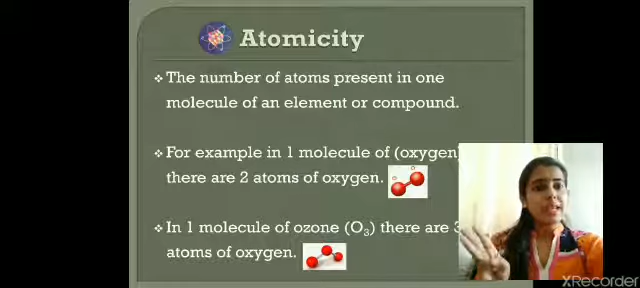 Atomicity
❖ The number of atoms present in one
molecule of an element or compound.
❖ For example in 1 molecule of (oxygen)
there are 2 atoms of oxygen.
❖ In 1 molecule of ozone (O₃) there are 3
atoms of oxygen.
XRecorder